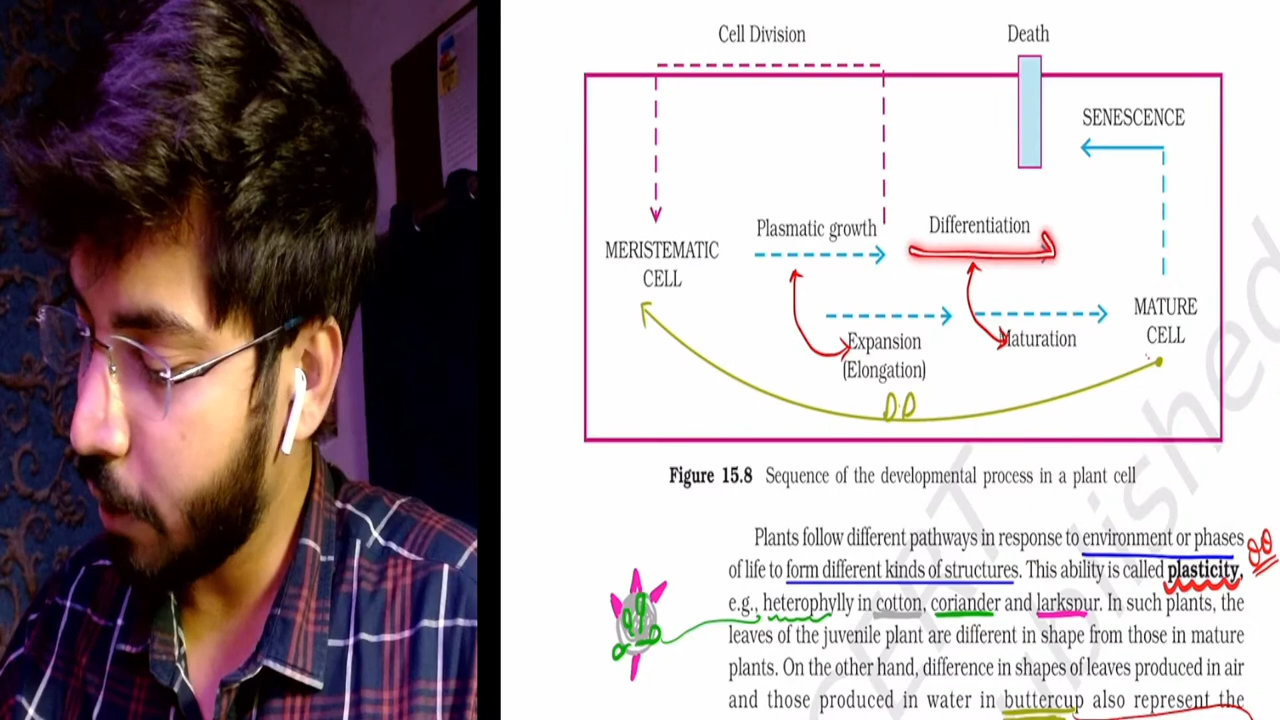 Cell Division
Death
SENESCENCE
Plasmatic growth
Differentiation
MERISTEMATIC
CELL
MATURE
CELL
Expansion
(Elongation)
Maturation
D.D
Figure 15.8 Sequence of the developmental process in a plant cell
Plants follow different pathways in response to environment or phases
of life to form different kinds of structures. This ability is called plasticity,
e.g., heterophylly in cotton, coriander and larkspur. In such plants, the
leaves of the juvenile plant are different in shape from those in mature
plants. On the other hand, difference in shapes of leaves produced in air
and those produced in water in buttercup also represent the